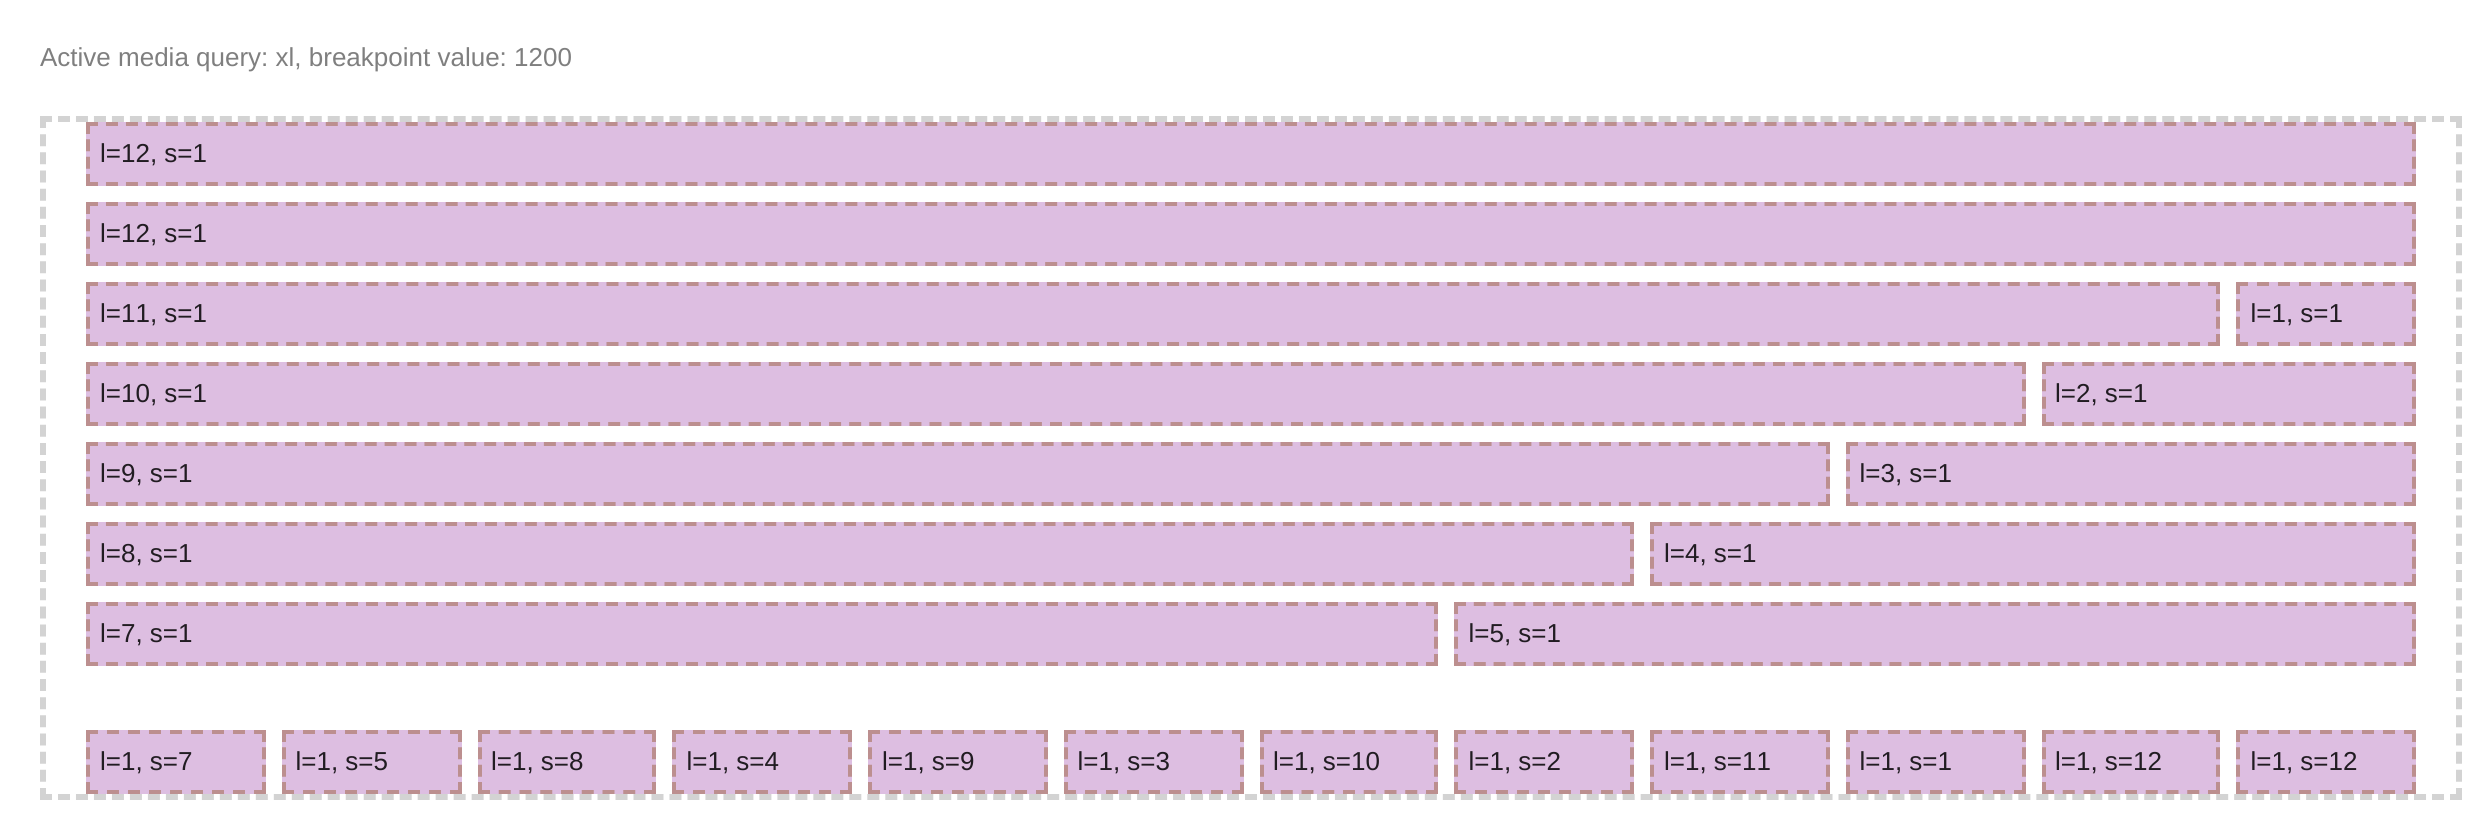 Active media query: xl, breakpoint value: 1200
l=12, s=1
l=12, s=1
l=11, s=1 l=1, s=1
l=10, s=1 l=2, s=1
l=9, s=1 l=3, s=1
l=8, s=1 l=4, s=1
l=7, s=1 l=5, s=1
l=1, s=7 l=1, s=5 l=1, s=8 l=1, s=4 l=1, s=9 l=1, s=3 l=1, s=10 l=1, s=2 l=1, s=11 l=1, s=1 l=1, s=12 l=1, s=12